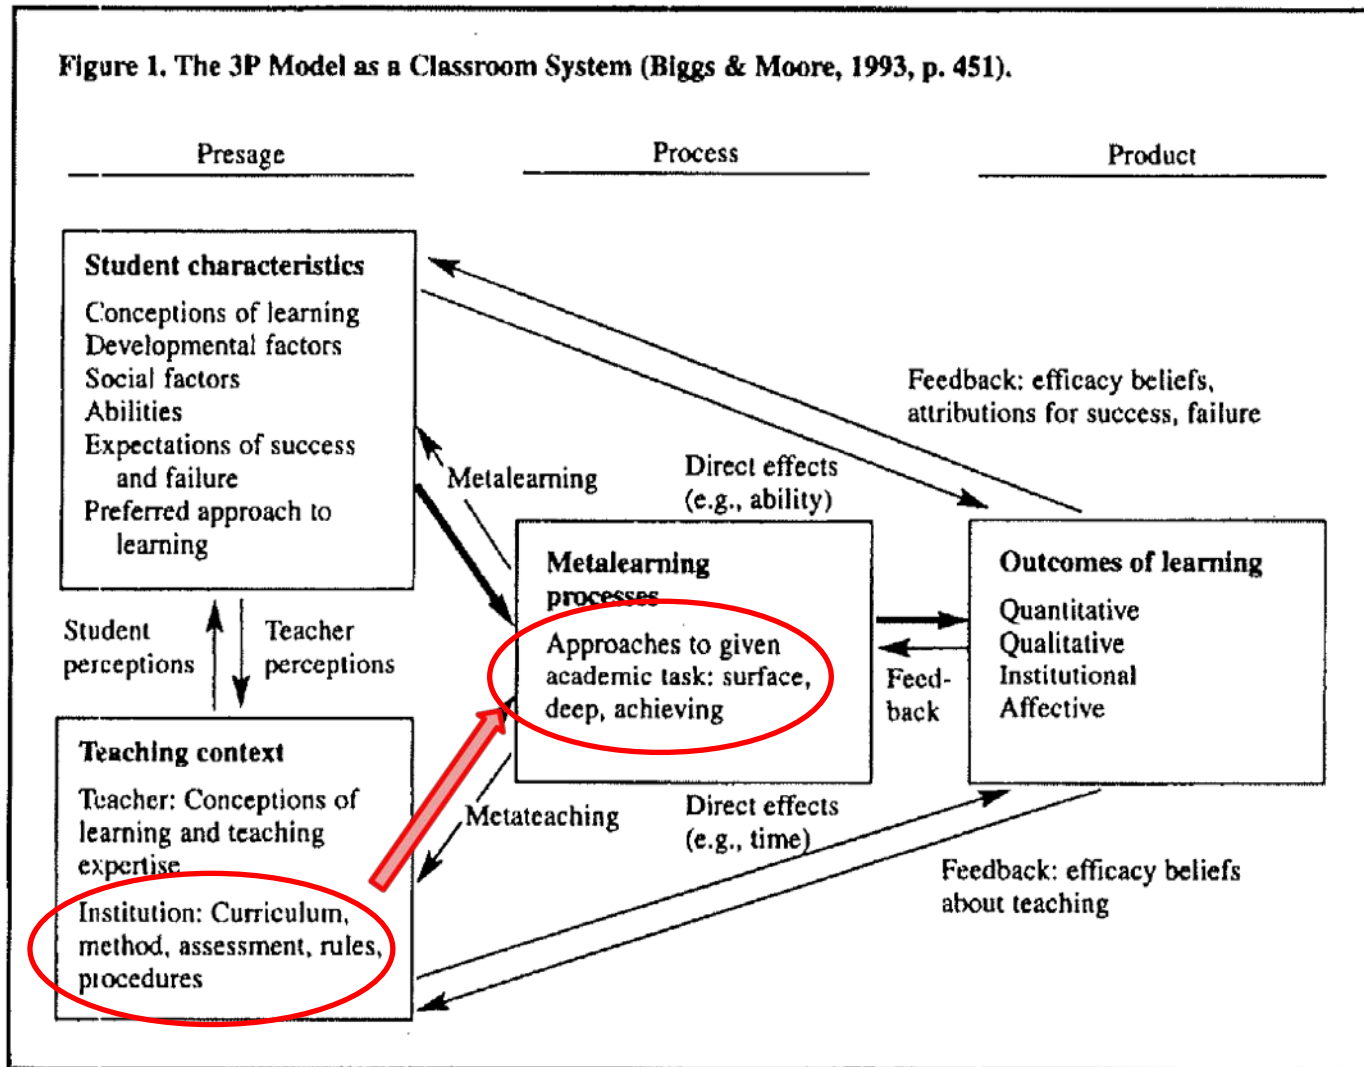 Figure 1. The 3P Model as a Classroom System (Biggs & Moore, 1993, p. 451).
Presage
Process
Product
Student characteristics
Conceptions of learning
Developmental factors
Social factors
Abilities
Expectations of success
and failure
Preferred approach to
learning
Feedback: efficacy beliefs,
attributions for success, failure
Direct effects
(e.g., ability)
Metalearning
Metalearning
processes
Approaches to given
academic task: surface,
deep, achieving
Outcomes of learning
Quantitative
Qualitative
Institutional
Affective
Feed-
back
Student
perceptions
Teacher
perceptions
Teaching context
Teacher: Conceptions of
learning and teaching
expertise
Institution: Curriculum,
method, assessment, rules,
procedures
Metateaching
Direct effects
(e.g., time)
Feedback: efficacy beliefs
about teaching